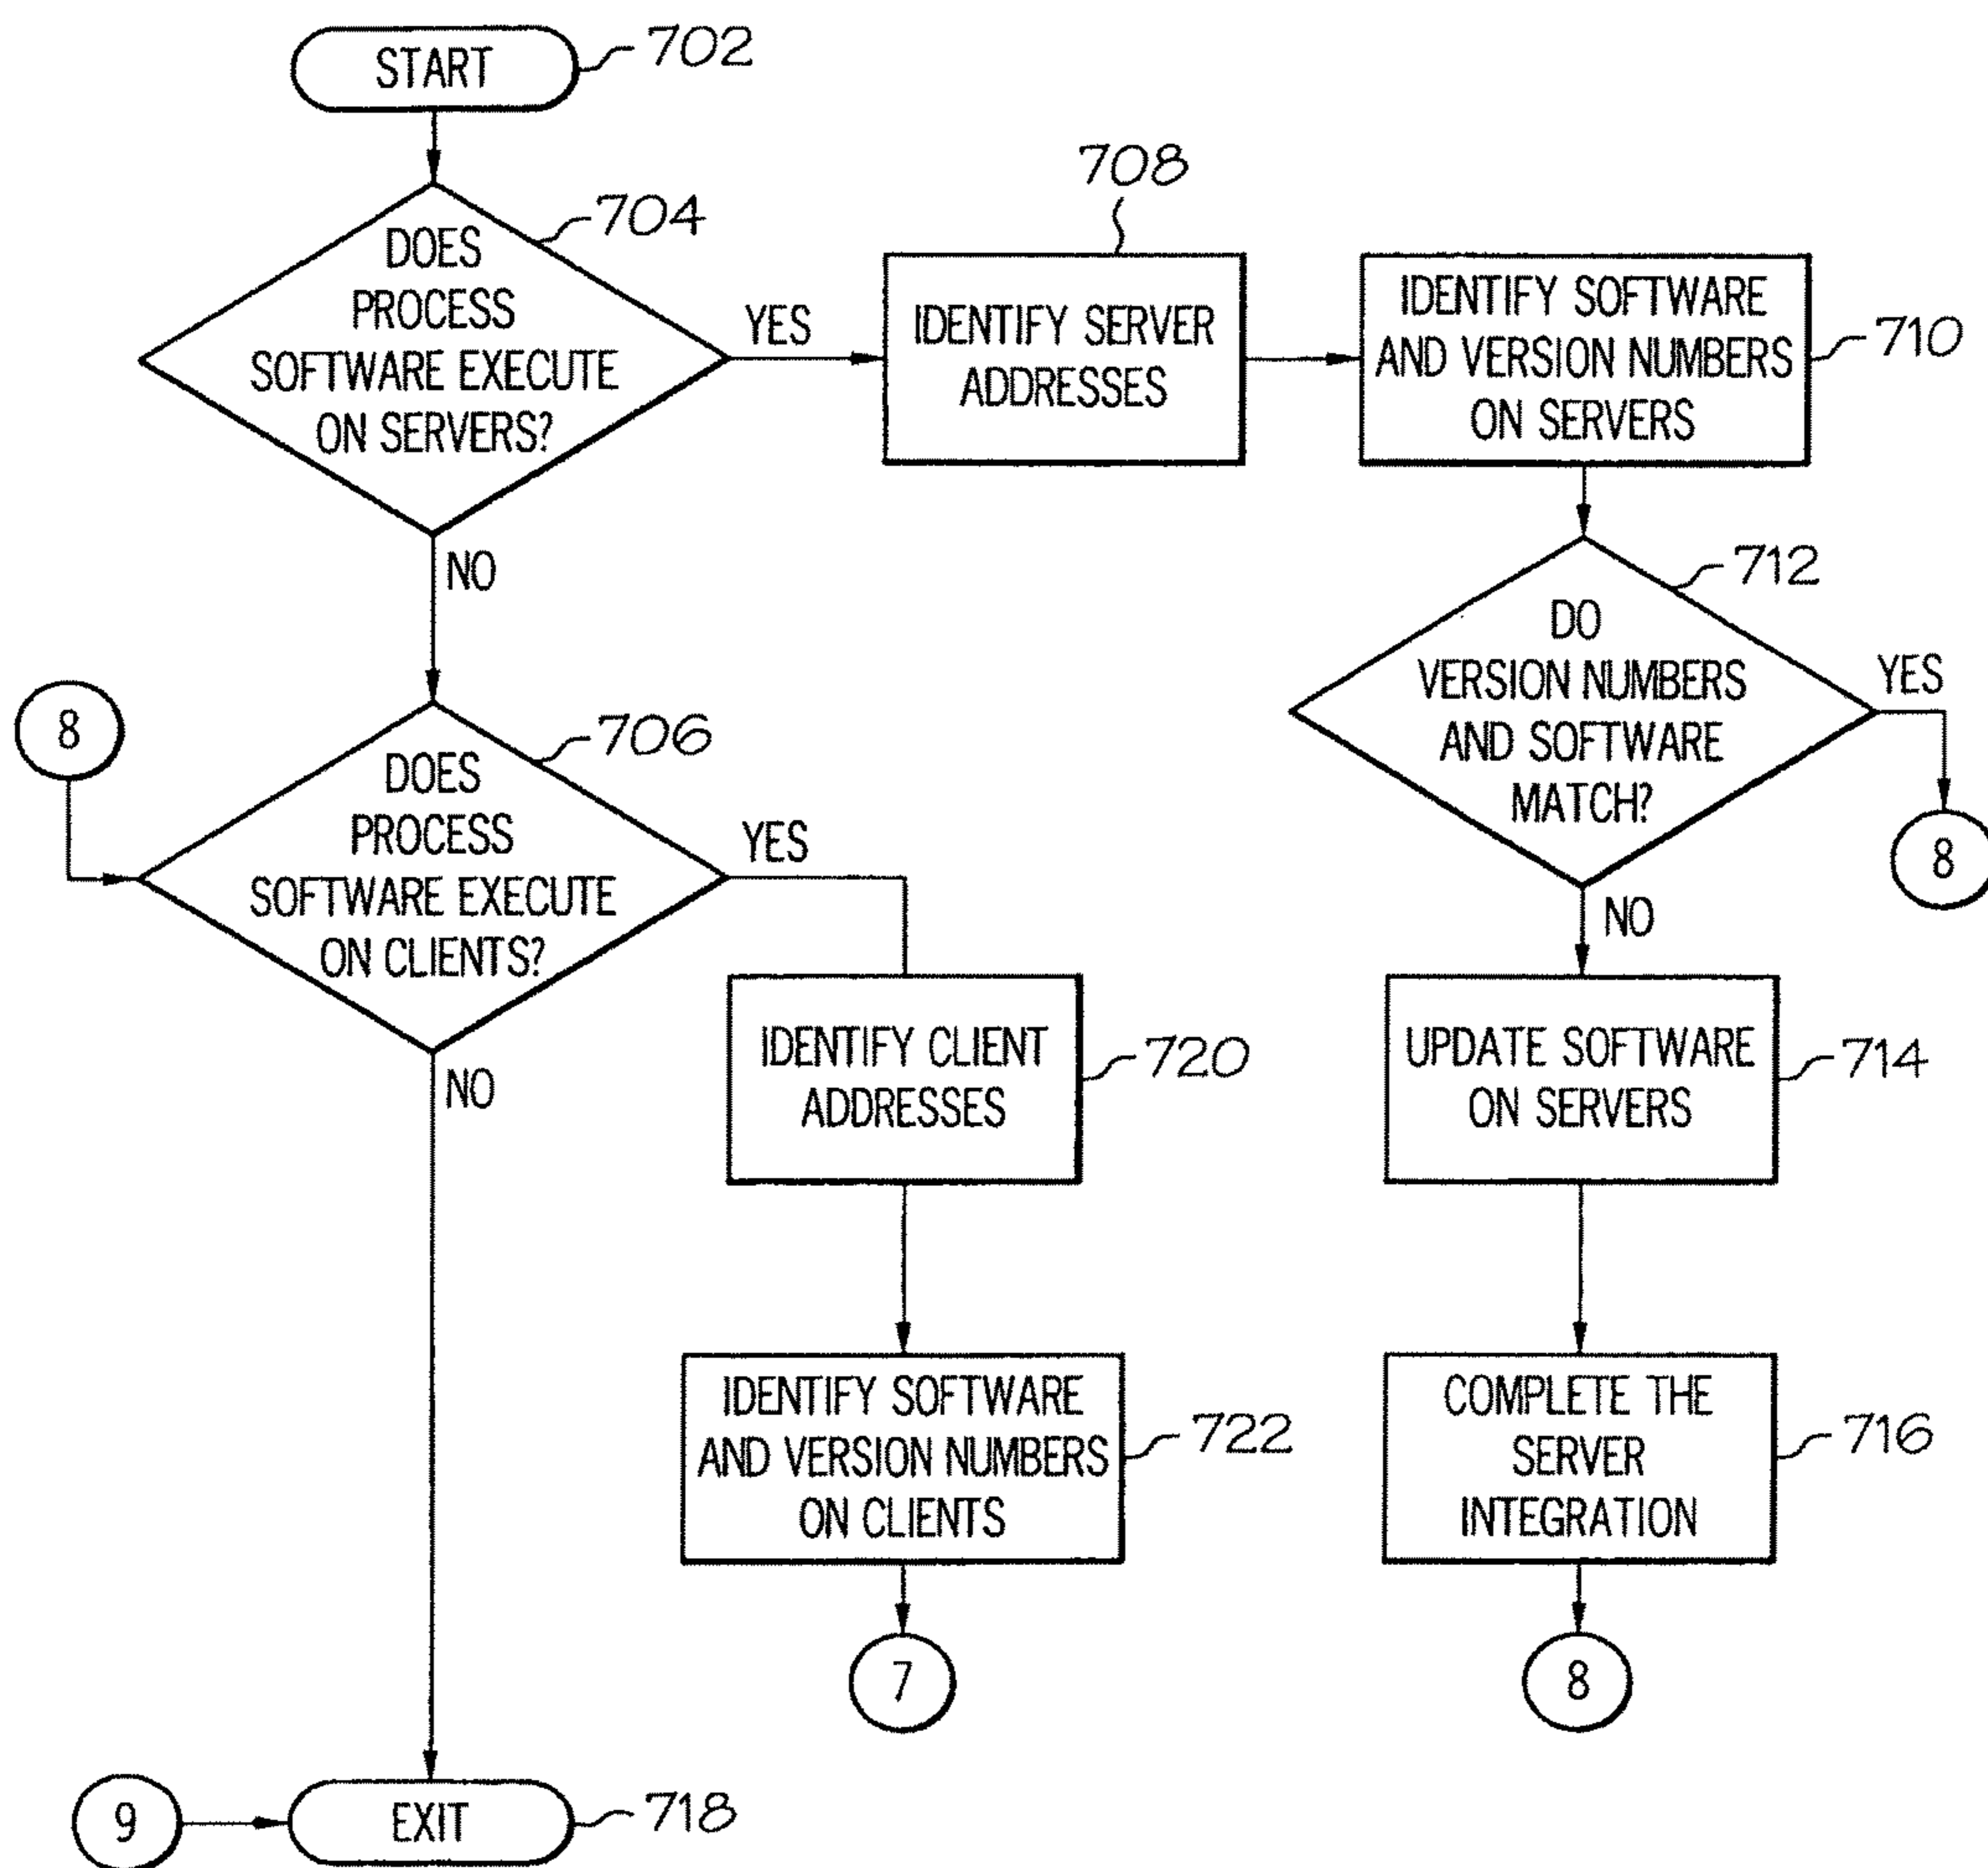 START
702
704
DOES
PROCESS
SOFTWARE EXECUTE
ON SERVERS?
YES
NO
708
IDENTIFY SERVER
ADDRESSES
IDENTIFY SOFTWARE
AND VERSION NUMBERS
ON SERVERS
710
712
DO
VERSION NUMBERS
AND SOFTWARE
MATCH?
YES
8
NO
8
706
DOES
PROCESS
SOFTWARE EXECUTE
ON CLIENTS?
YES
NO
IDENTIFY CLIENT
ADDRESSES
720
UPDATE SOFTWARE
ON SERVERS
714
IDENTIFY SOFTWARE
AND VERSION NUMBERS
ON CLIENTS
722
COMPLETE THE
SERVER
INTEGRATION
716
7
8
9
EXIT
718